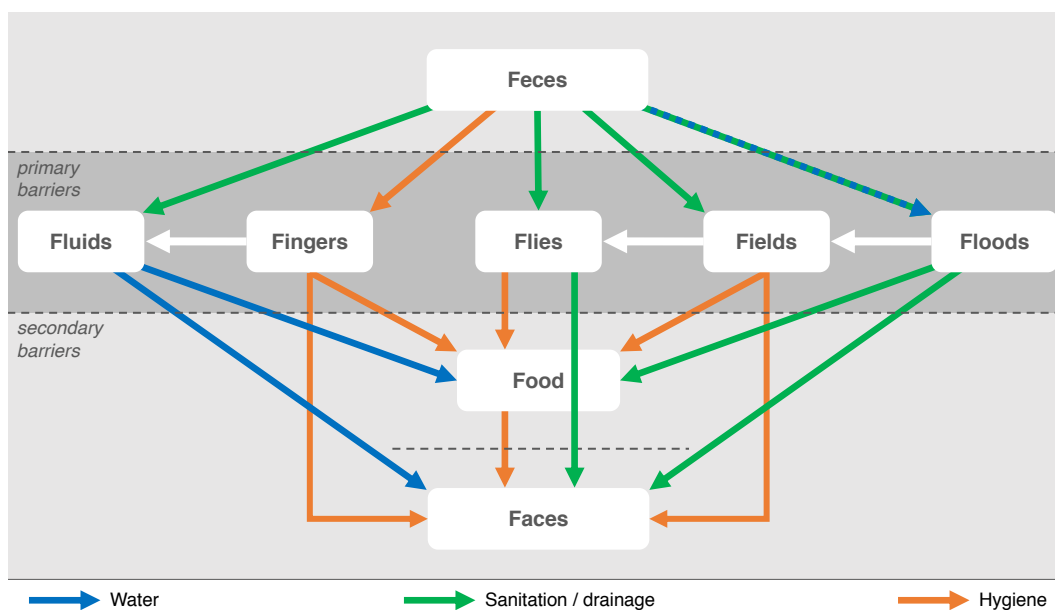 Feces
primary
barriers
Fluids
Fingers
Flies
Fields
Floods
secondary
barriers
Food
Faces
Water
Sanitation / drainage
Hygiene